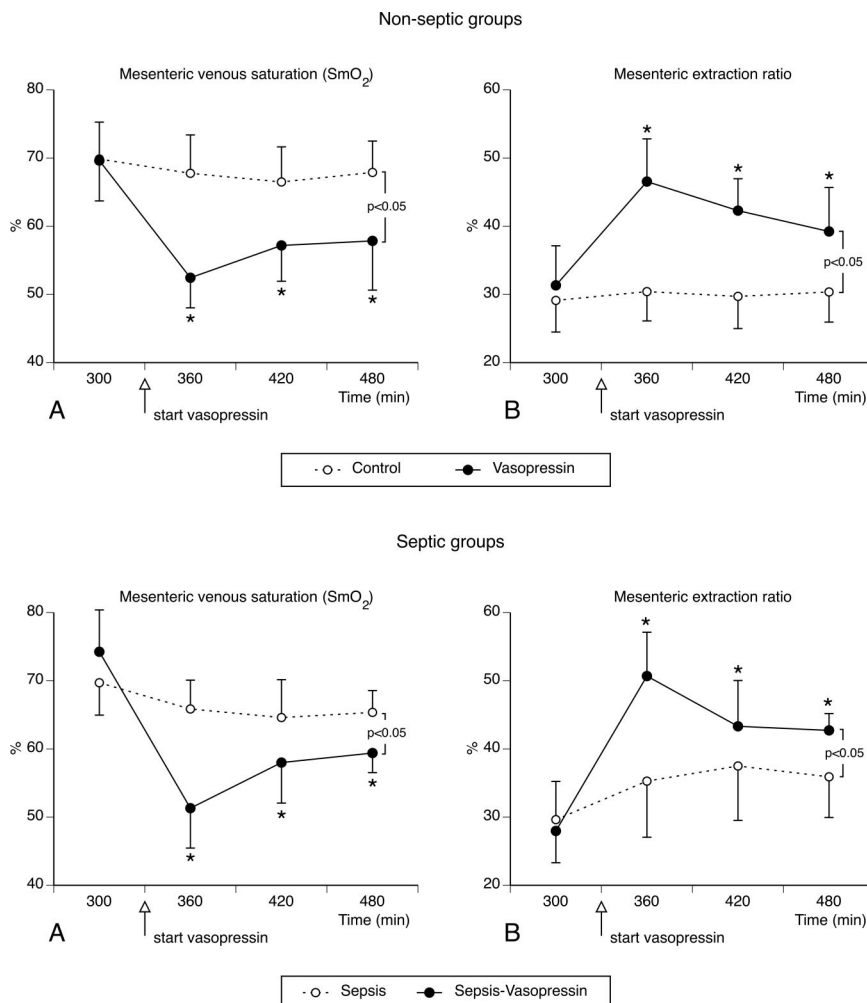 Non-septic groups
Mesenteric venous saturation (SmO2)
80
70
60
50
40
%
p<0.05
*
*
*
300
360
420
480
Time (min)
A
start vasopressin
Mesenteric extraction ratio
60
50
40
30
20
%
*
*
*
p<0.05
300
360
420
480
Time (min)
B
start vasopressin
Control
Vasopressin
Septic groups
Mesenteric venous saturation (SmO2)
80
70
60
50
40
%
p<0.05
*
*
*
300
360
420
480
Time (min)
A
start vasopressin
Mesenteric extraction ratio
60
50
40
30
20
%
*
*
*
p<0.05
300
360
420
480
Time (min)
B
start vasopressin
Sepsis
Sepsis-Vasopressin